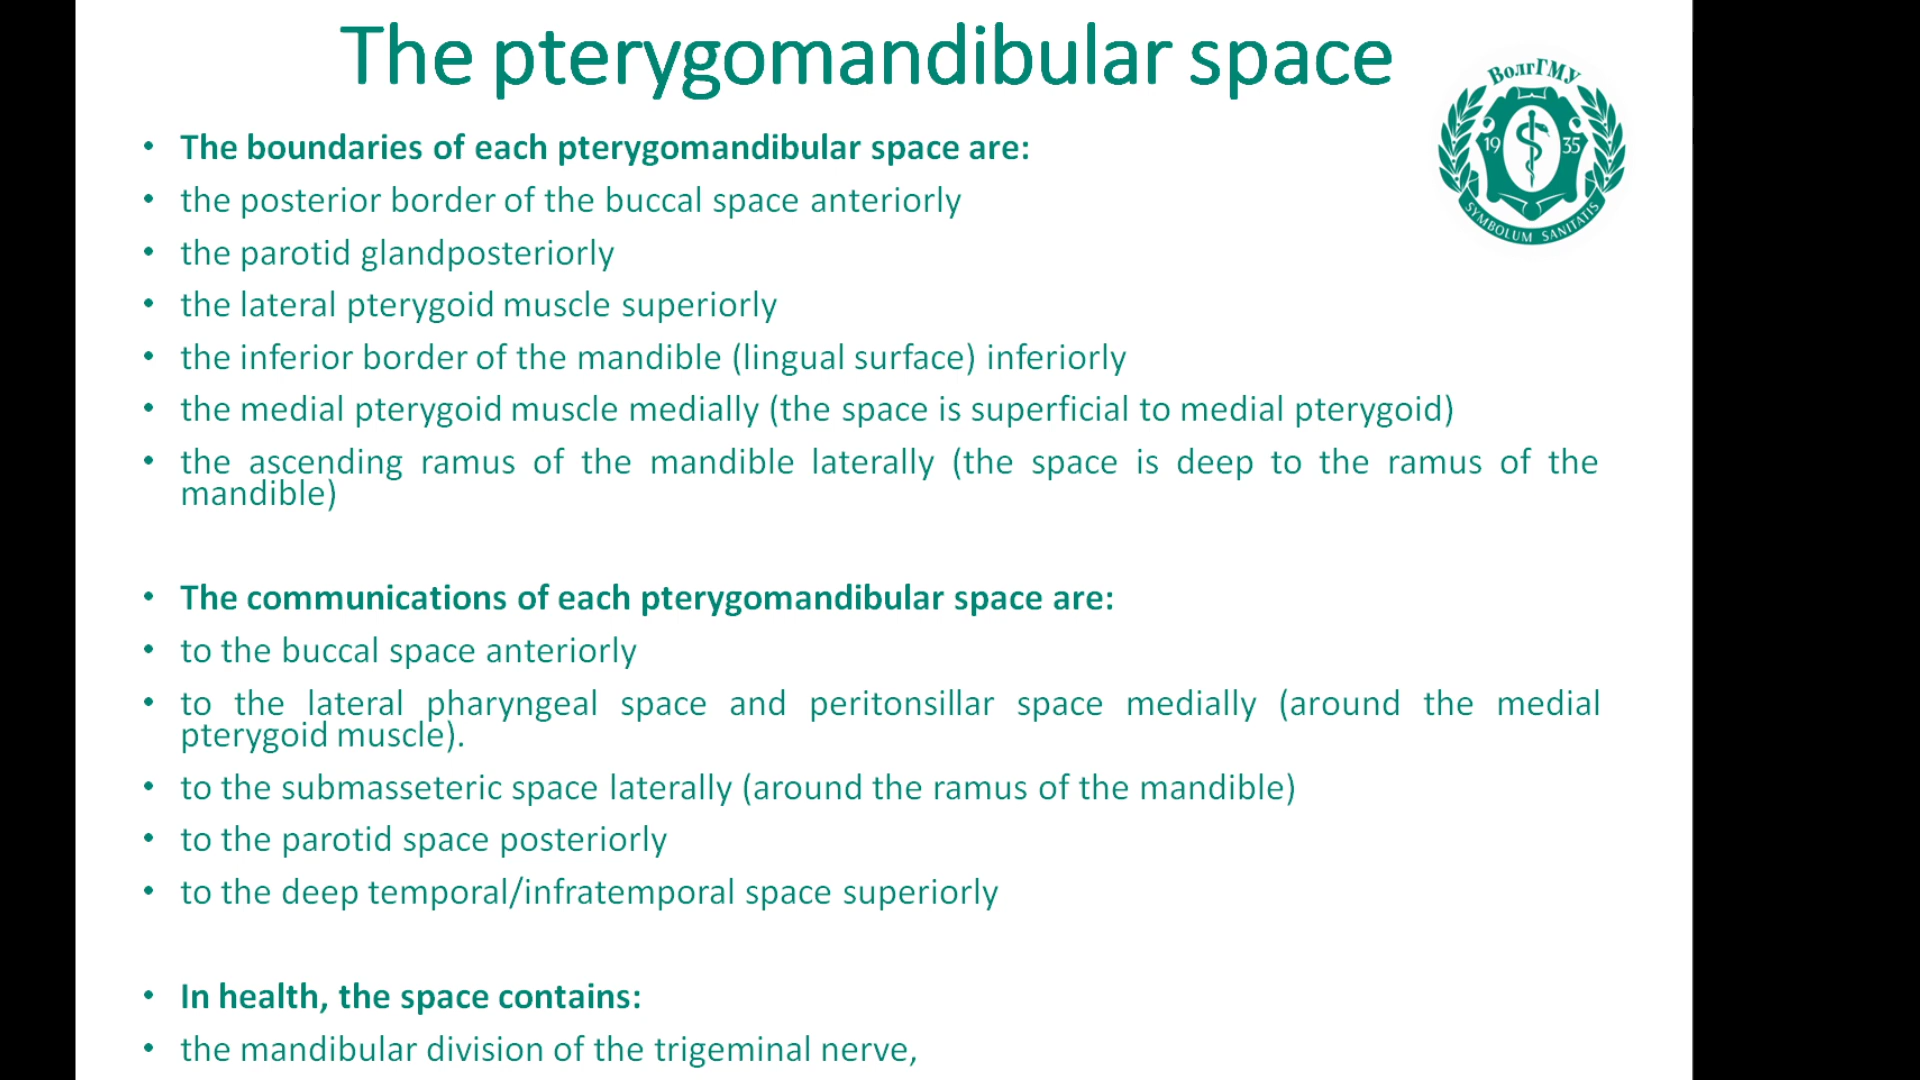 The pterygomandibular space
ВолгГМУ
19 35
SYMBOLUM SANITATIS
• The boundaries of each pterygomandibular space are:
• the posterior border of the buccal space anteriorly
• the parotid glandposteriorly
• the lateral pterygoid muscle superiorly
• the inferior border of the mandible (lingual surface) inferiorly
• the medial pterygoid muscle medially (the space is superficial to medial pterygoid)
• the ascending ramus of the mandible laterally (the space is deep to the ramus of the
mandible)
• The communications of each pterygomandibular space are:
• to the buccal space anteriorly
• to the lateral pharyngeal space and peritonsillar space medially (around the medial
pterygoid muscle).
• to the submasseteric space laterally (around the ramus of the mandible)
• to the parotid space posteriorly
• to the deep temporal/infratemporal space superiorly
• In health, the space contains:
• the mandibular division of the trigeminal nerve,